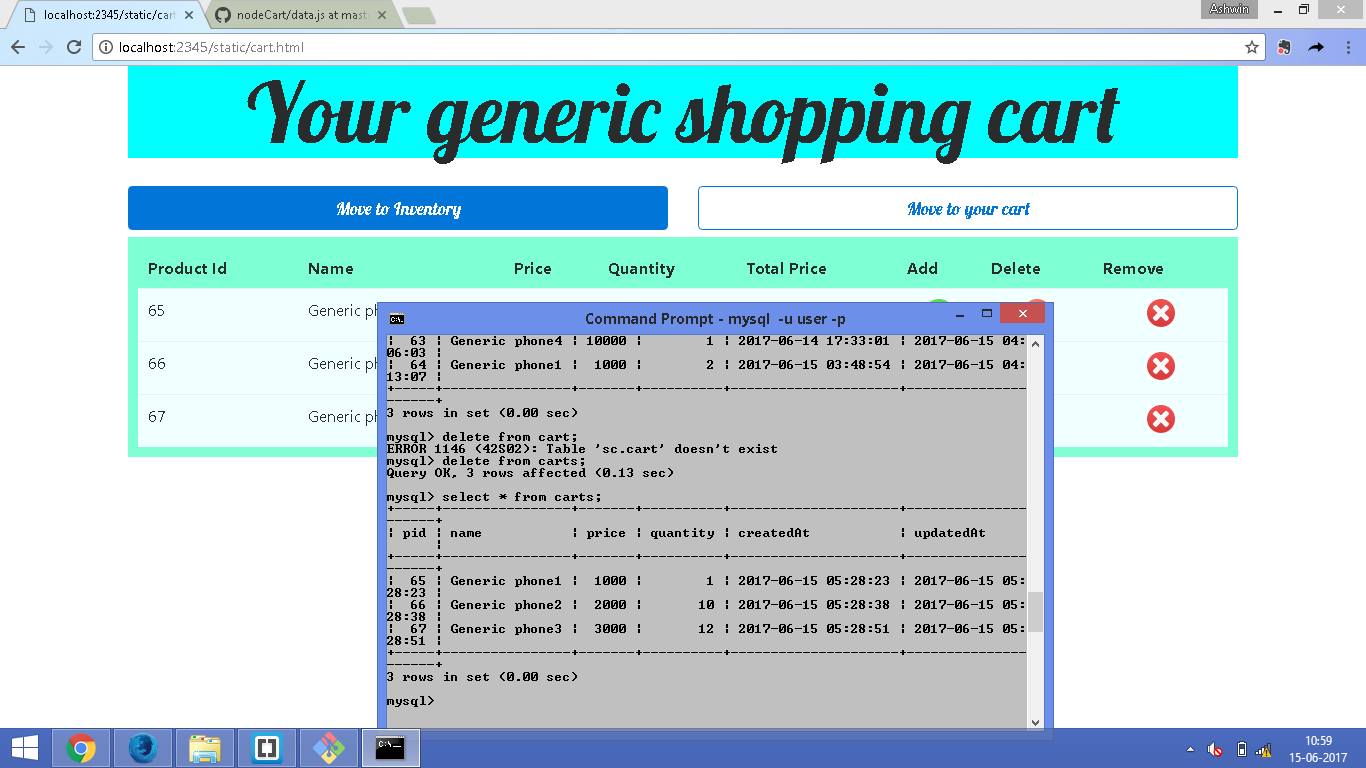 localhost:2345/static/car
nodeCart/data.js at mast
Ashwin
localhost:2345/static/cart.html
Your generic shopping cart
Move to Inventory
Move to your cart
Product Id Name Price Quantity Total Price Add Delete Remove
65 Generic ph
66 Generic ph
67 Generic ph
Command Prompt - mysql -u user -p
| 63 | Generic phone4 | 10000 | 1 | 2017-06-14 17:33:01 | 2017-06-15 04:
06:03 |
| 64 | Generic phone1 | 1000 | 2 | 2017-06-15 03:48:54 | 2017-06-15 04:
13:07 |
+-----+----------------+-------+----------+---------------------+---------------
------+
3 rows in set (0.00 sec)
mysql> delete from cart;
ERROR 1146 (42S02): Table 'sc.cart' doesn't exist
mysql> delete from carts;
Query OK, 3 rows affected (0.13 sec)
mysql> select * from carts;
+-----+----------------+-------+----------+---------------------+---------------
------+
| pid | name | price | quantity | createdAt | updatedAt
|
+-----+----------------+-------+----------+---------------------+---------------
------+
| 65 | Generic phone1 | 1000 | 1 | 2017-06-15 05:28:23 | 2017-06-15 05:
28:23 |
| 66 | Generic phone2 | 2000 | 10 | 2017-06-15 05:28:38 | 2017-06-15 05:
28:38 |
| 67 | Generic phone3 | 3000 | 12 | 2017-06-15 05:28:51 | 2017-06-15 05:
28:51 |
+-----+----------------+-------+----------+---------------------+---------------
------+
3 rows in set (0.00 sec)
mysql>
10:59
15-06-2017